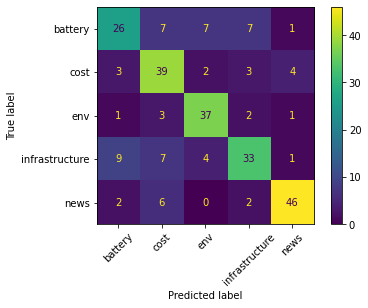 battery 26 7 7 7 1
cost 3 39 2 3 4
env 1 3 37 2 1
infrastructure 9 7 4 33 1
news 2 6 0 2 46
battery cost env infrastructure news
True label
Predicted label
40
30
20
10
0